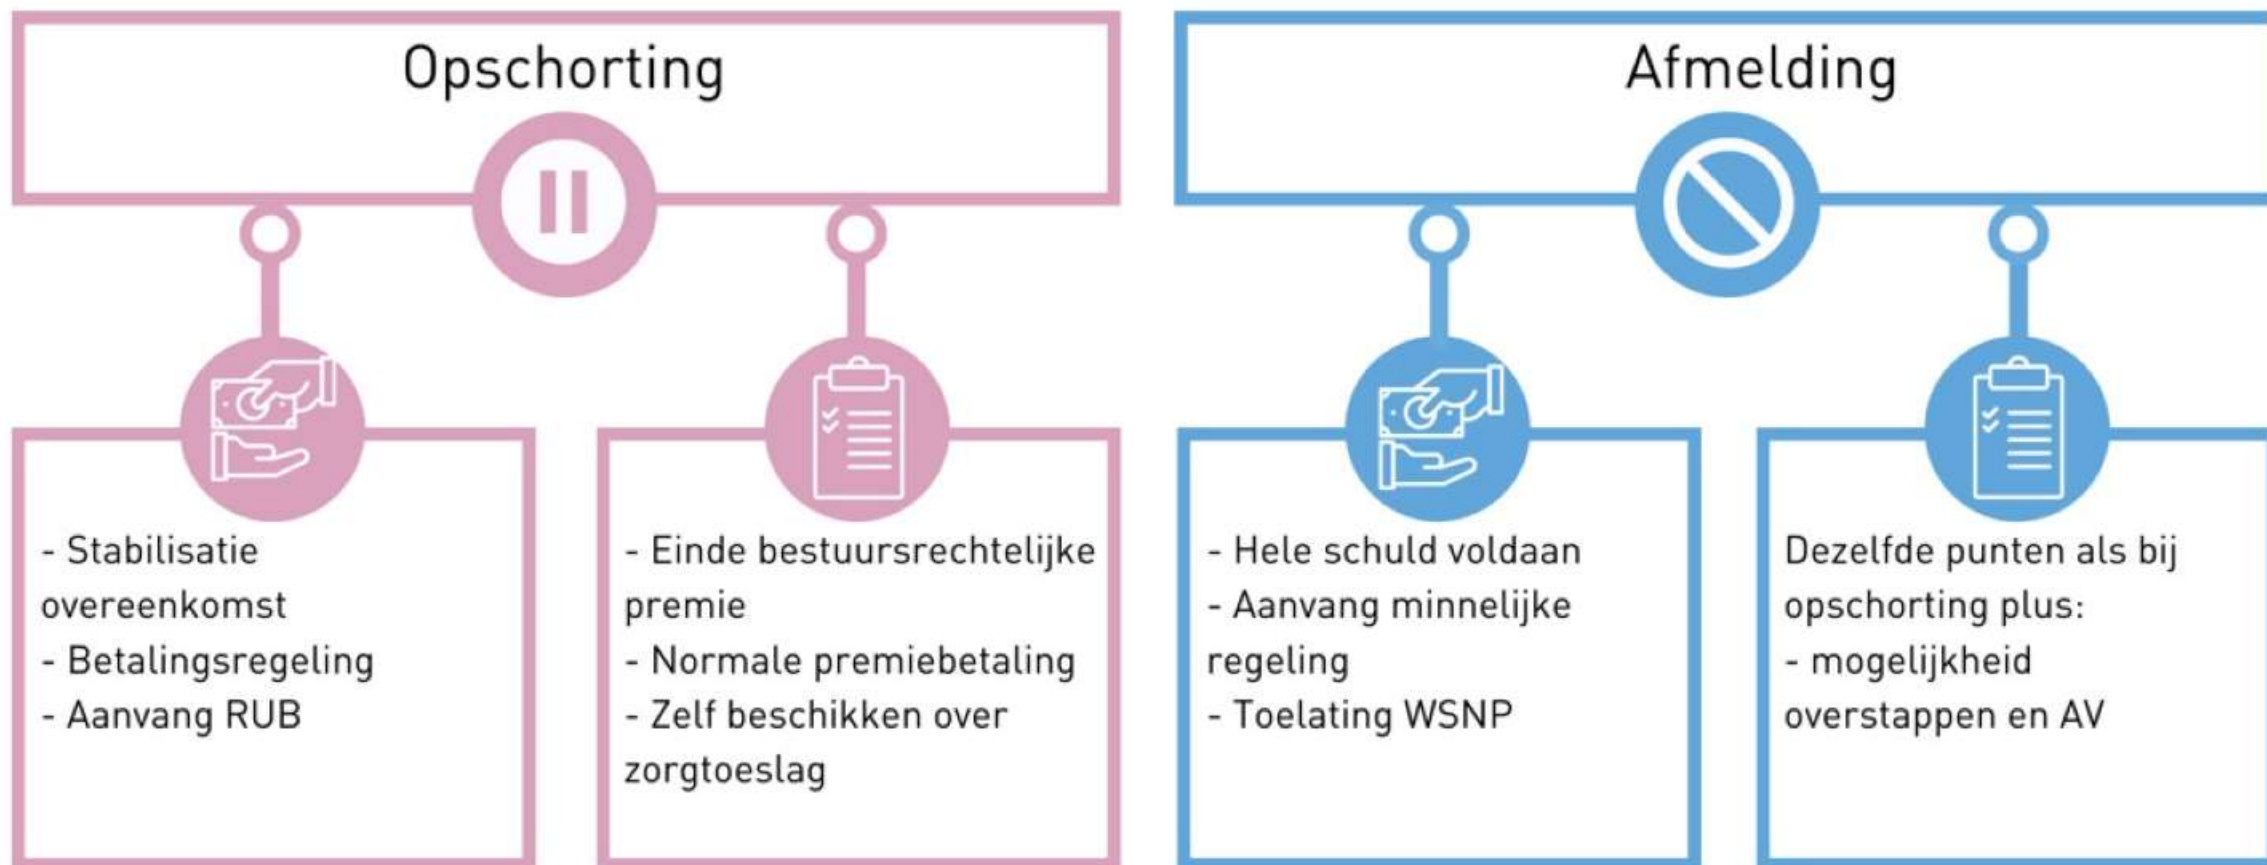 Opschorting
- Stabilisatie
overeenkomst
- Betalingsregeling
- Aanvang RUB
- Einde bestuursrechtelijke
premie
- Normale premiebetaling
- Zelf beschikken over
zorgtoeslag
Afmelding
- Hele schuld voldaan
- Aanvang minnelijke
regeling
- Toelating WSNP
Dezelfde punten als bij
opschorting plus:
- mogelijkheid
overstappen en AV